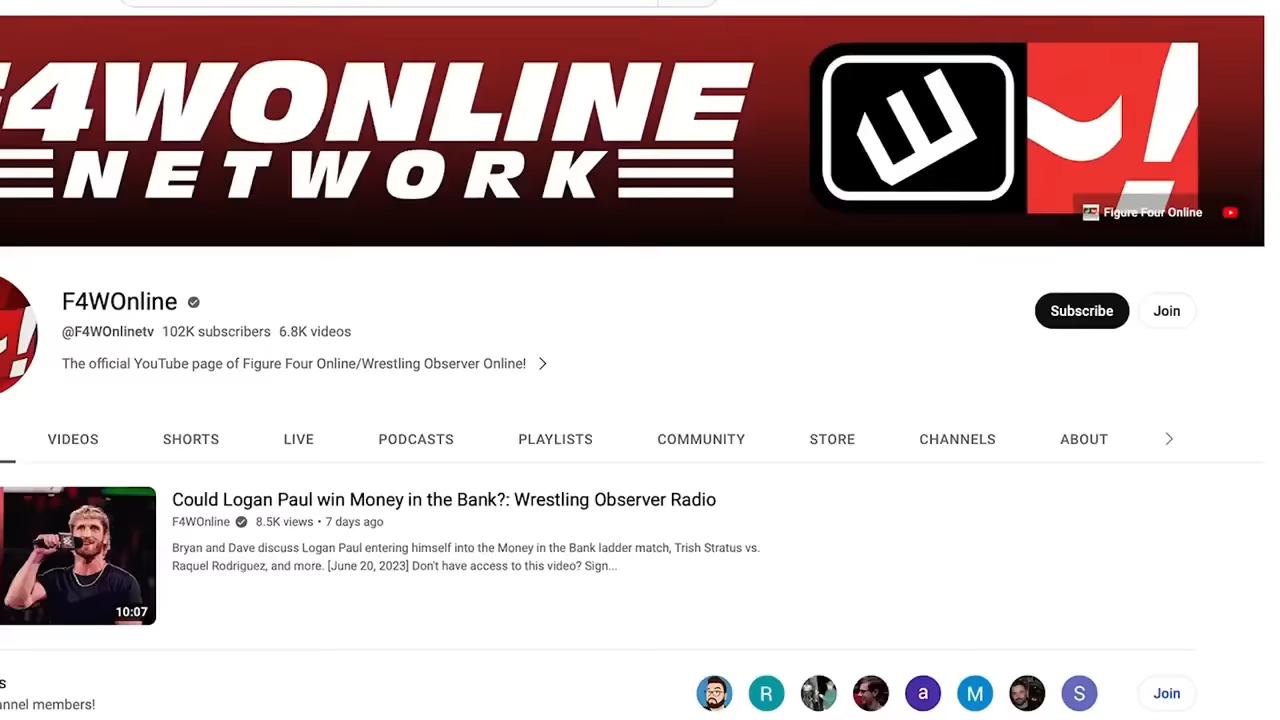 F4WONLINE
NETWORK
Figure Four Online
F4WOnline
@F4WOnlinetv 102K subscribers 6.8K videos
The official YouTube page of Figure Four Online/Wrestling Observer Online!
Subscribe
Join
VIDEOS SHORTS LIVE PODCASTS PLAYLISTS COMMUNITY STORE CHANNELS ABOUT
Could Logan Paul win Money in the Bank?: Wrestling Observer Radio
F4WOnline 8.5K views • 7 days ago
Bryan and Dave discuss Logan Paul entering himself into the Money in the Bank ladder match, Trish Stratus vs.
Raquel Rodriguez, and more. [June 20, 2023] Don't have access to this video? Sign...
10:07
R a M S
Join
annel members!